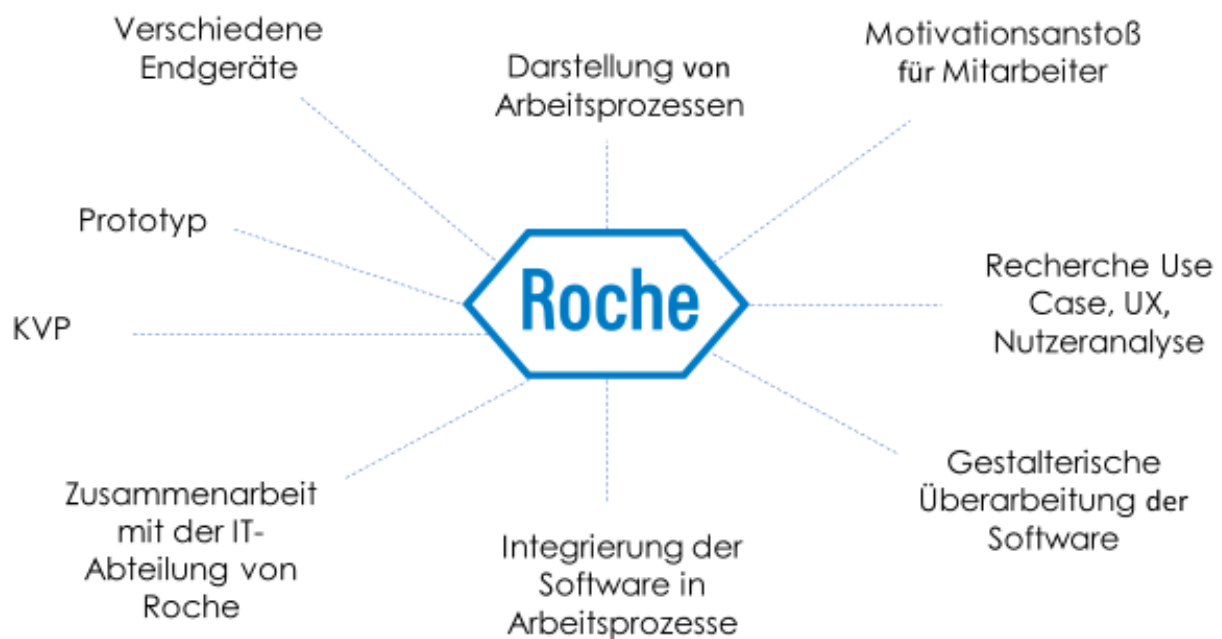 Verschiedene
Endgeräte
Darstellung von
Arbeitsprozessen
Motivationsanstoß
für Mitarbeiter
Prototyp
Roche
Recherche Use
Case, UX,
Nutzeranalyse
KVP
Zusammenarbeit
mit der IT-
Abteilung von
Roche
Integrierung der
Software in
Arbeitsprozesse
Gestalterische
Überarbeitung der
Software